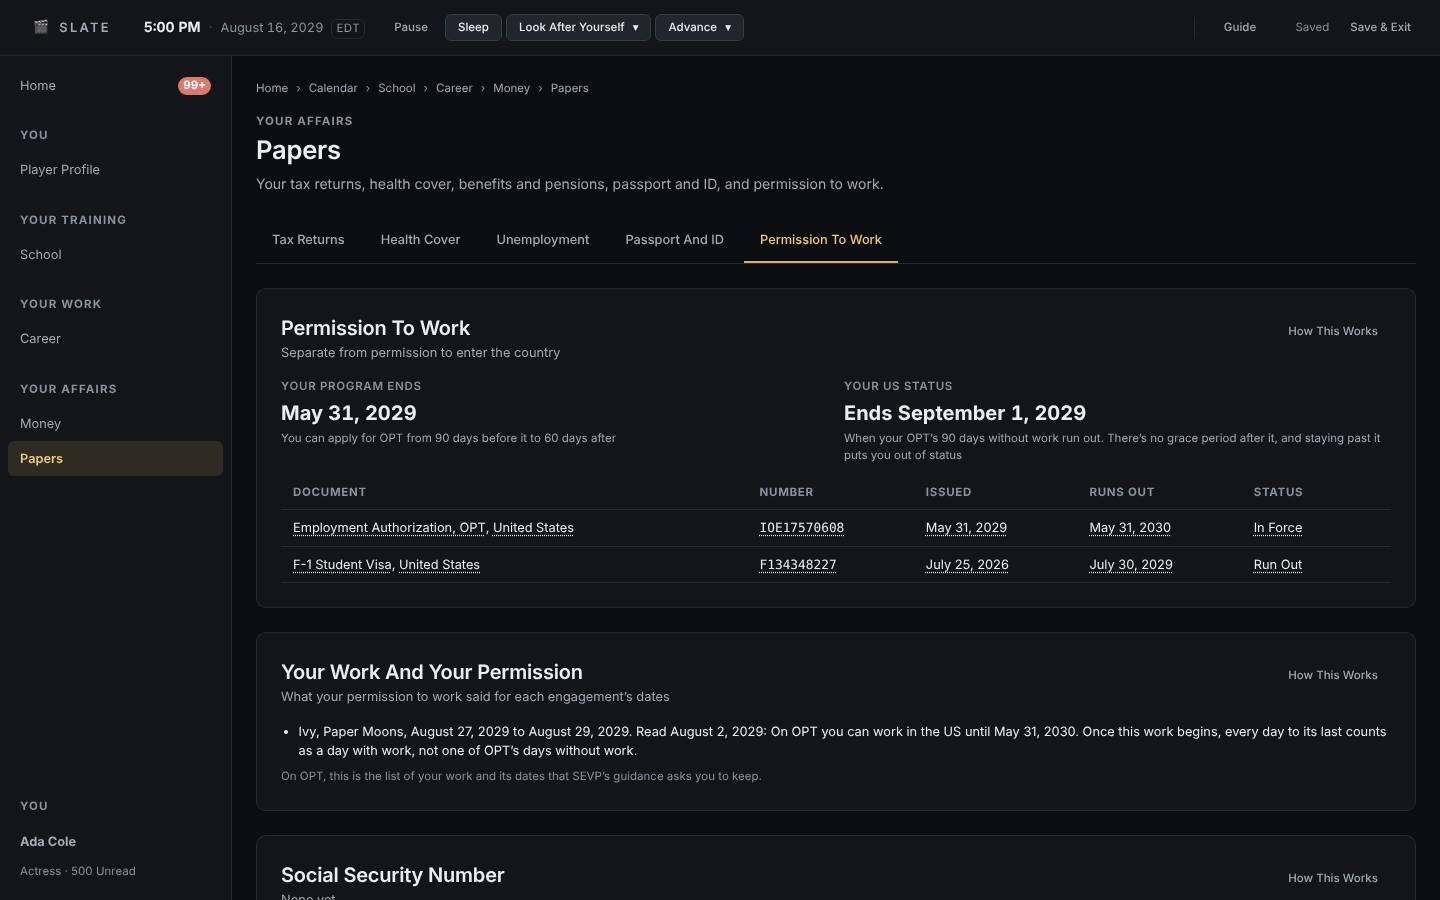 SLATE
5:00 PM · August 16, 2029 EDT
Pause
Sleep
Look After Yourself ▾
Advance ▾
Guide
Saved
Save & Exit
Home
99+
YOU
Player Profile
YOUR TRAINING
School
YOUR WORK
Career
YOUR AFFAIRS
Money
Papers
YOU
Ada Cole
Actress · 500 Unread
Home › Calendar › School › Career › Money › Papers
YOUR AFFAIRS
Papers
Your tax returns, health cover, benefits and pensions, passport and ID, and permission to work.
Tax Returns
Health Cover
Unemployment
Passport And ID
Permission To Work
Permission To Work
How This Works
Separate from permission to enter the country
YOUR PROGRAM ENDS
May 31, 2029
You can apply for OPT from 90 days before it to 60 days after
YOUR US STATUS
Ends September 1, 2029
When your OPT's 90 days without work run out. There's no grace period after it, and staying past it
puts you out of status
DOCUMENT NUMBER ISSUED RUNS OUT STATUS
Employment Authorization, OPT, United States IOE17570608 May 31, 2029 May 31, 2030 In Force
F-1 Student Visa, United States F134348227 July 25, 2026 July 30, 2029 Run Out
Your Work And Your Permission
How This Works
What your permission to work said for each engagement's dates
• Ivy, Paper Moons, August 27, 2029 to August 29, 2029. Read August 2, 2029: On OPT you can work in the US until May 31, 2030. Once this work begins, every day to its last counts
as a day with work, not one of OPT's days without work.
On OPT, this is the list of your work and its dates that SEVP's guidance asks you to keep.
Social Security Number
How This Works
None yet